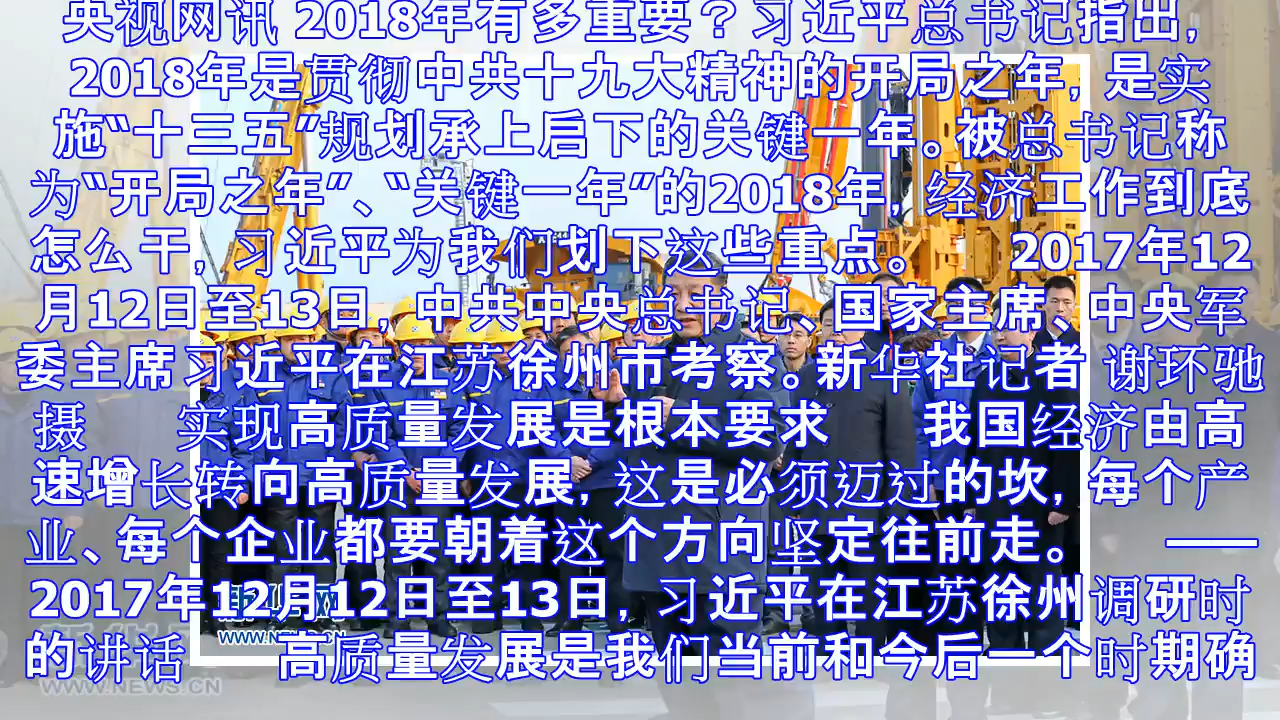 央视网讯 2018年有多重要？习近平总书记指出，
2018年是贯彻中共十九大精神的开局之年，是实
施“十三五”规划承上启下的关键一年。被总书记称
为“开局之年”、“关键一年”的2018年，经济工作到底
怎么干，习近平为我们划下这些重点。 2017年12
月12日至13日，中共中央总书记、国家主席、中央军
委主席习近平在江苏徐州市考察。新华社记者 谢环驰
摄 实现高质量发展是根本要求 我国经济由高
速增长转向高质量发展，这是必须迈过的坎，每个产
业、每个企业都要朝着这个方向坚定往前走。 ——
2017年12月12日至13日，习近平在江苏徐州调研时
的讲话 高质量发展是我们当前和今后一个时期确
新华网
WWW.NEWS.CN
WWW.NEWS.CN